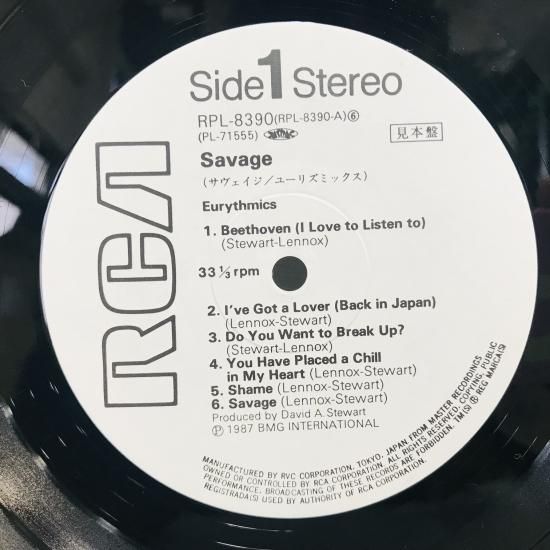 RCA
Side 1 Stereo
RPL-8390(RPL-8390-A)⑥
(PL-71555)
見本盤
Savage
(サヴェイジ/ユーリズミックス)
Eurythmics
1. Beethoven (I Love to Listen to)
(Stewart-Lennox)
33 ⅓ rpm
2. I've Got a Lover (Back in Japan)
(Lennox-Stewart)
3. Do You Want to Break Up?
(Stewart-Lennox)
4. You Have Placed a Chill
in My Heart (Lennox-Stewart)
5. Shame (Lennox-Stewart)
6. Savage (Lennox-Stewart)
Produced by David A. Stewart
Ⓟ 1987 BMG INTERNATIONAL
MANUFACTURED BY RVC CORPORATION, TOKYO, JAPAN FROM MASTER RECORDINGS
OWNED OR CONTROLLED BY RCA CORPORATION. ALL RIGHTS RESERVED. COPYING, PUBLIC
PERFORMANCE, BROADCASTING OF THESE RECORDS ARE FORBIDDEN. TM(S) ® REG MARCA(S)
REGISTRADA(S) USED BY AUTHORITY OF RCA CORPORATION.